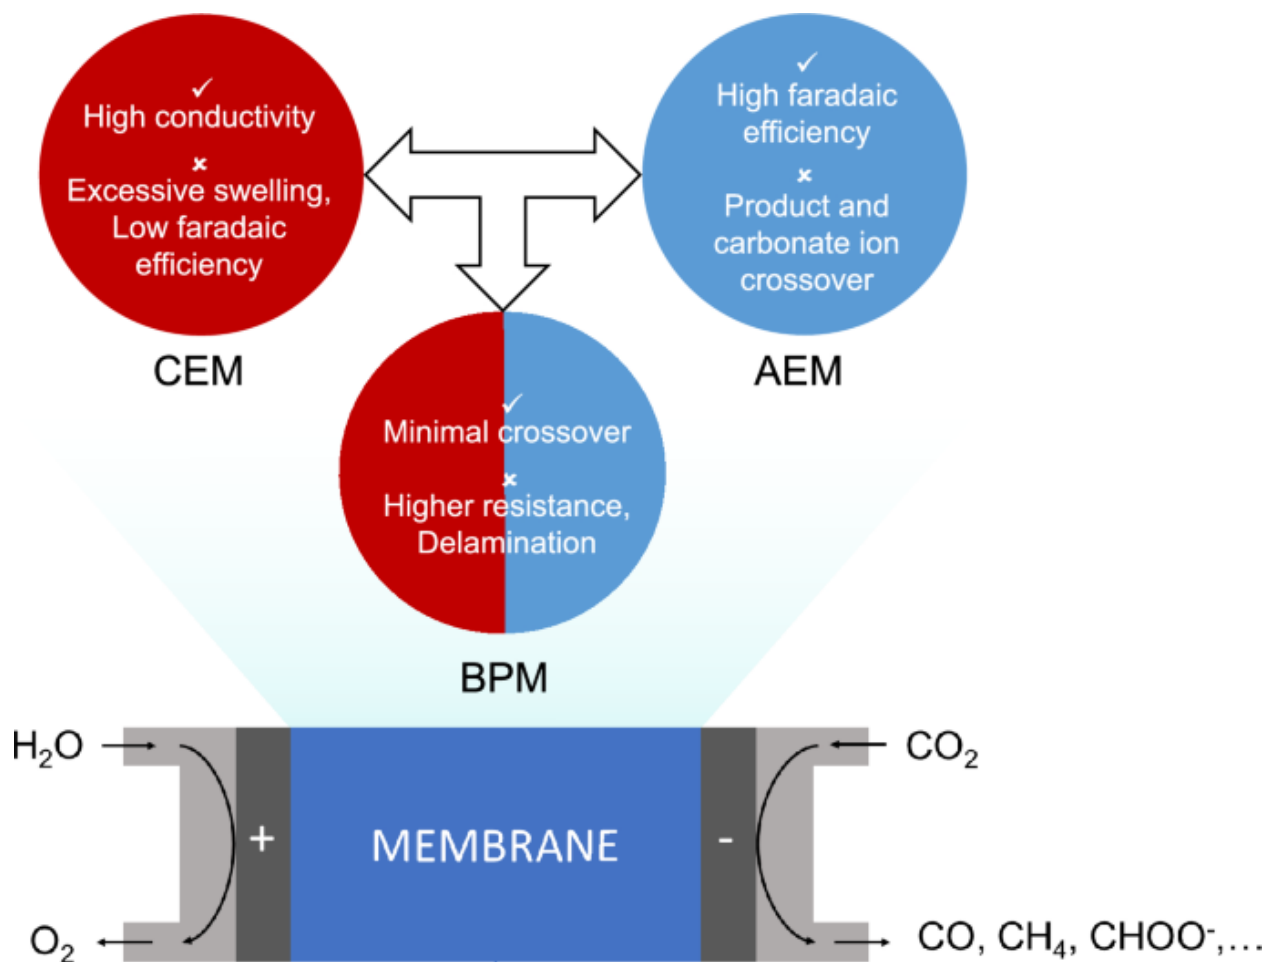 ✓
High conductivity
×
Excessive swelling,
Low faradaic
efficiency
CEM
✓
High faradaic
efficiency
×
Product and
carbonate ion
crossover
AEM
✓
Minimal crossover
×
Higher resistance,
Delamination
BPM
H₂O
CO₂
+
MEMBRANE
-
O₂
CO, CH₄, CHOO⁻,...